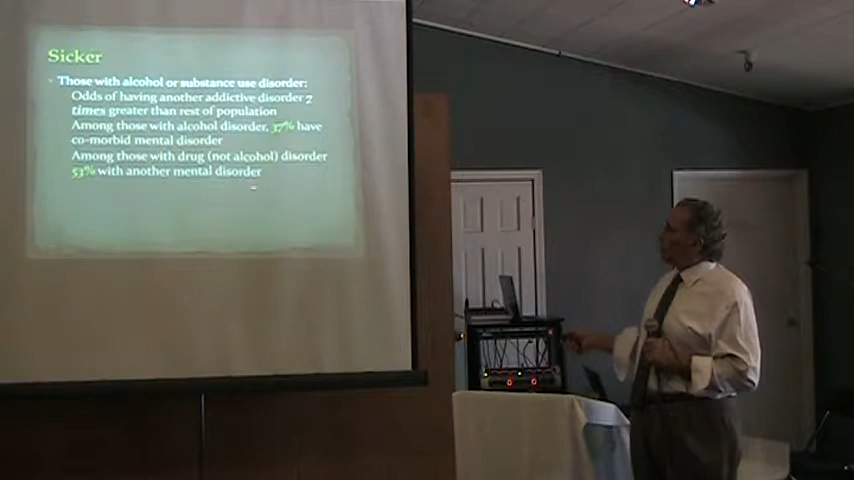 Sicker
Those with alcohol or substance use disorder:
Odds of having another addictive disorder 7
times greater than rest of population
Among those with alcohol disorder, 37% have
co-morbid mental disorder
Among those with drug (not alcohol) disorder
53% with another mental disorder